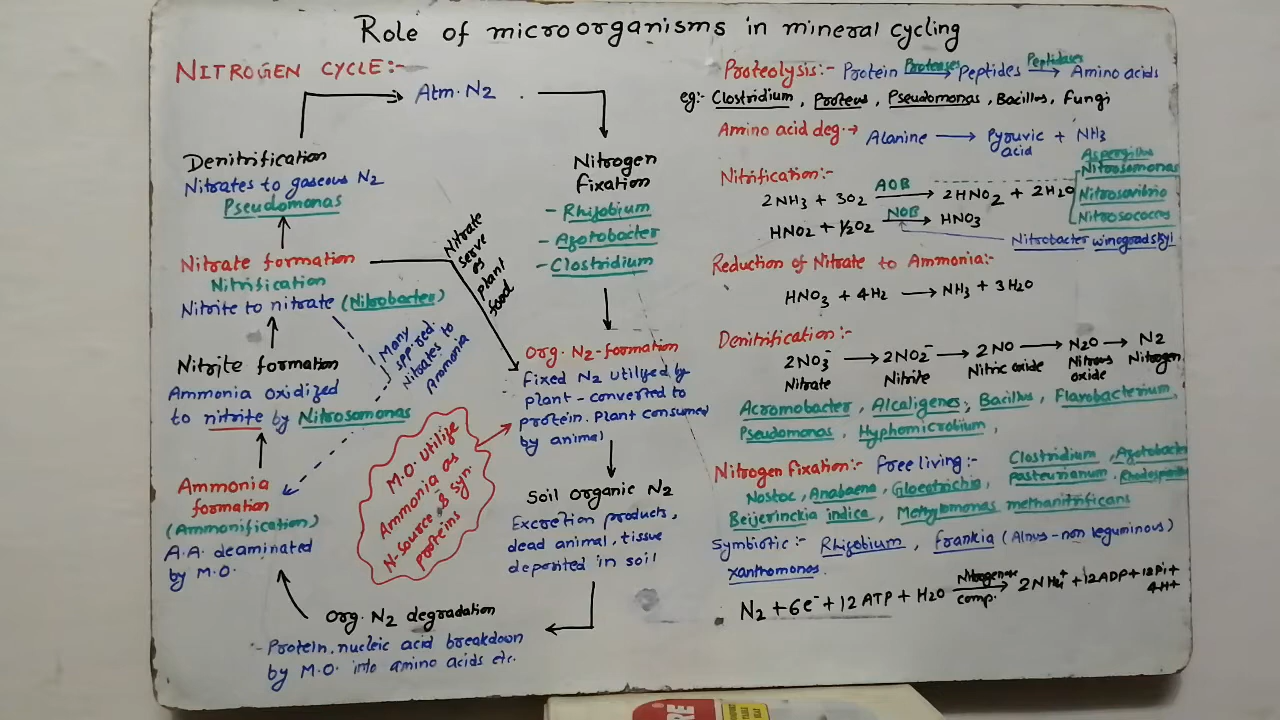 Role of microorganisms in mineral cycling
NITROGEN CYCLE:-
Atm. N2
Denitrification
Nitrates to gaseous N2
Pseudomonas
Nitrate formation
Nitrification
Nitrite to nitrate (Nitrobacter)
Nitrite formation
Ammonia oxidized
to nitrite by Nitrosomonas
Ammonia
formation
(Ammonification)
A.A. deaminated
by M.O.
Nitrate
serve
as
plant
food
Many
spp. red.
Nitrates to
Ammonia
M.O. Utilize
Ammonia as
N-source & syn.
proteins
Nitrogen
fixation
- Rhizobium
- Azotobacter
- Clostridium
Org. N2-formation
fixed N2 utilized by
plant - converted to
protein. Plant consumed
by animal
Soil organic N2
Excretion products,
dead animal, tissue
deposited in soil
Org. N2 degradation
- Protein, nucleic acid breakdown
by M.O. into amino acids etc.
Proteolysis:- Protein Proteases → Peptides Peptidases → Amino acids
eg:- Clostridium, Proteus, Pseudomonas, Bacillus, Fungi
Amino acid deg. → Alanine → Pyruvic acid + NH3
Aspergillus
Nitrification:-
2NH3 + 3O2 AOB → 2HNO2 + 2H2O
Nitrosomonas
Nitrosovibrio
Nitrosococcus
HNO2 + 1/2O2 NOB → HNO3
Nitrobacter winogradskyi
Reduction of Nitrate to Ammonia:-
HNO3 + 4H2 → NH3 + 3H2O
Denitrification:-
2NO3- → 2NO2- → 2NO → N2O → N2
Nitrate Nitrite Nitric oxide Nitrous oxide Nitrogen
Acromobacter, Alcaligenes, Bacillus, Flavobacterium,
Pseudomonas, Hyphomicrobium,
Nitrogen fixation:- Free living:- Clostridium pasteurianum, Azotobacter
Nostoc, Anabaena, Gloeotrichia,
Beijerinckia indica, Methylomonas methanitrificans
Symbiotic:- Rhizobium, Frankia (Alnus-non leguminous)
xanthomonas.
N2 + 6e- + 12 ATP + H2O Nitrogenase comp. → 2NH4+ + 12ADP + 12Pi + 4H+